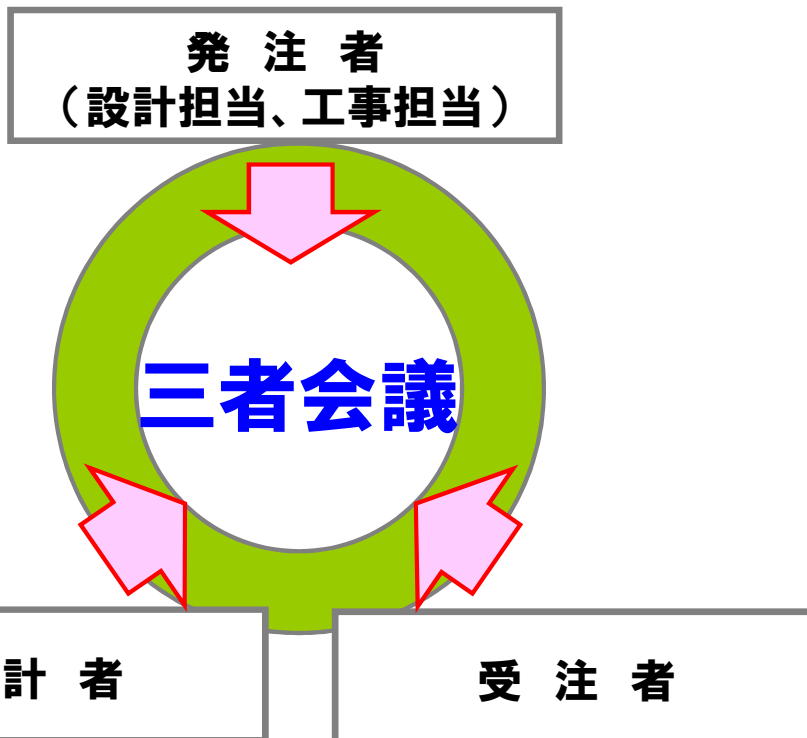 発 注 者
（設計担当、工事担当）
三者会議
計 者
受 注 者